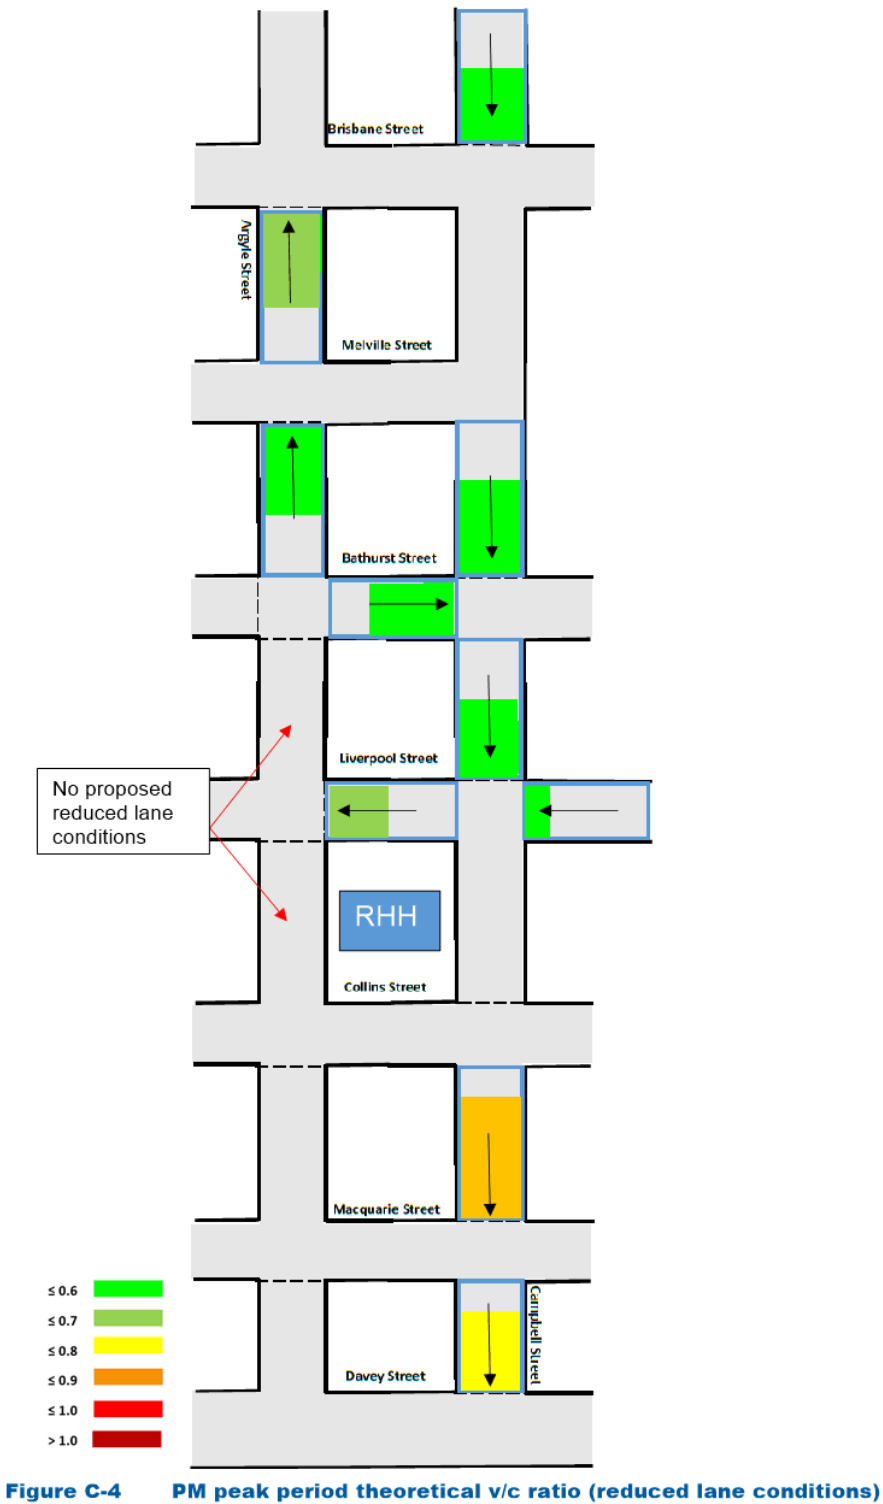 Brisbane Street
Argyle Street
Melville Street
Bathurst Street
Liverpool Street
No proposed
reduced lane
conditions
RHH
Collins Street
Macquarie Street
Campbell Street
Davey Street
≤ 0.6
≤ 0.7
≤ 0.8
≤ 0.9
≤ 1.0
> 1.0
Figure C-4 PM peak period theoretical v/c ratio (reduced lane conditions)